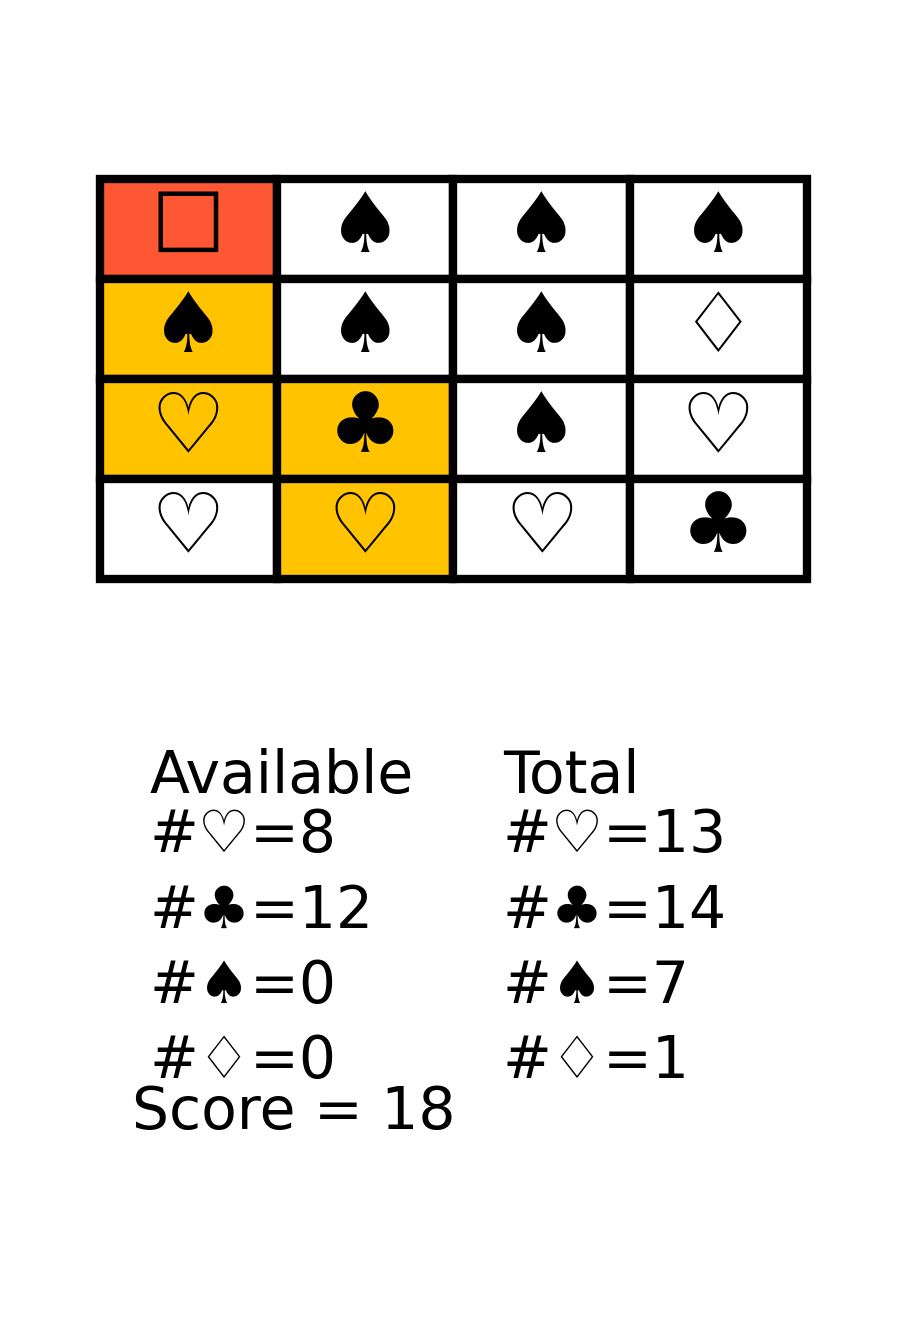 □ ♠ ♠ ♠
♠ ♠ ♠ ♢
♡ ♣ ♠ ♡
♡ ♡ ♡ ♣
Available Total
#♡=8 #♡=13
#♣=12 #♣=14
#♠=0 #♠=7
#♢=0 #♢=1
Score = 18